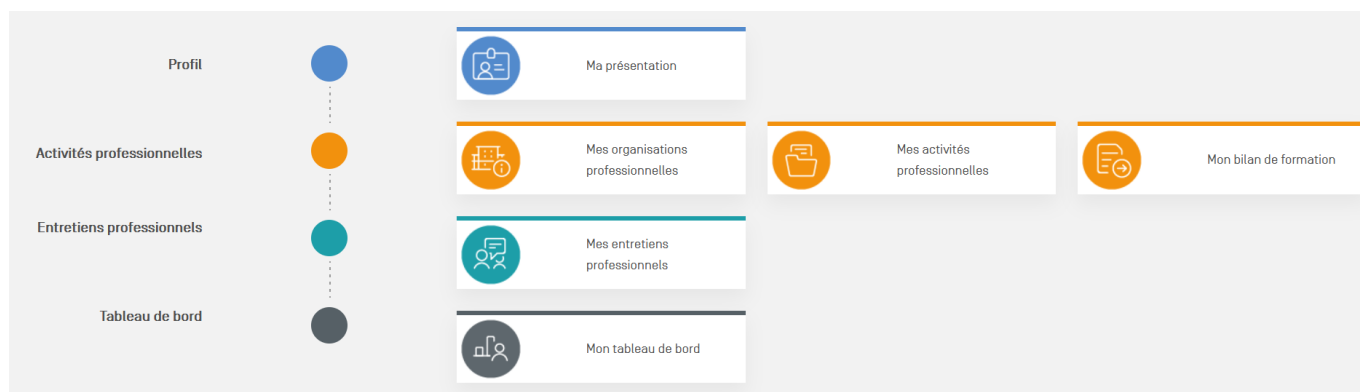 Profil
Ma présentation
Activités professionnelles
Mes organisations
professionnelles
Mes activités
professionnelles
Mon bilan de formation
Entretiens professionnels
Mes entretiens
professionnels
Tableau de bord
Mon tableau de bord